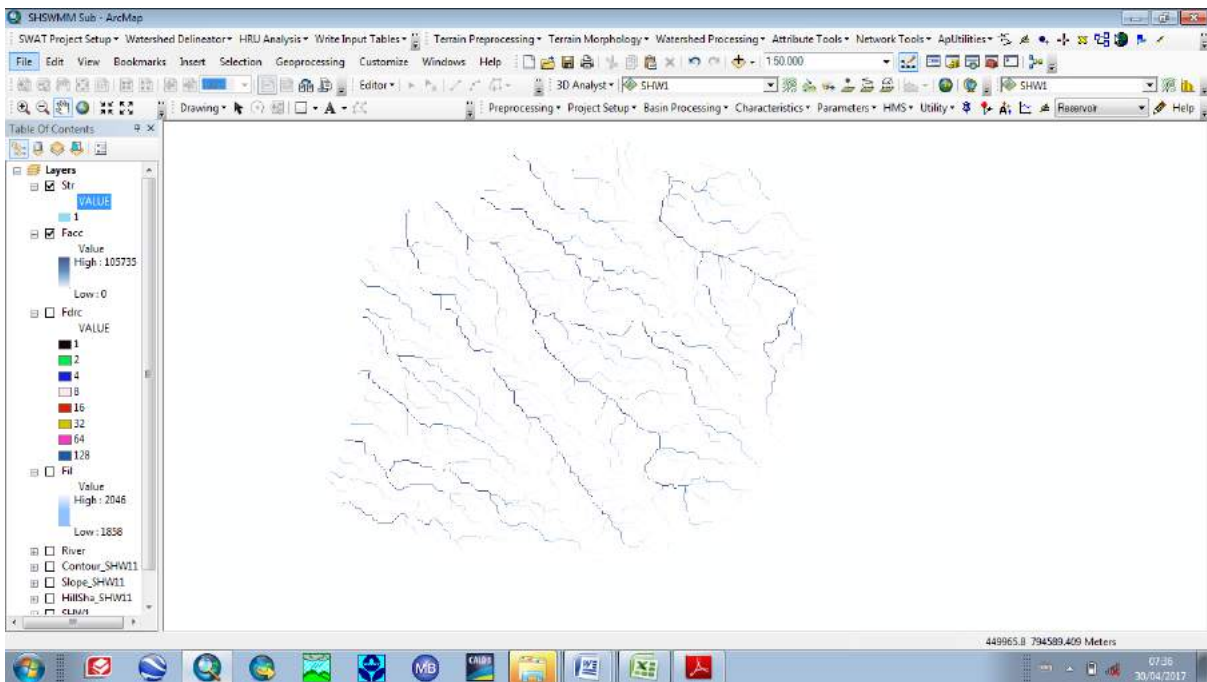 SHSWMM Sub - ArcMap
SWAT Project Setup Watershed Delineator HRU Analysis Write Input Tables Terrain Preprocessing Terrain Morphology Watershed Processing Attribute Tools Network Tools ApUtilities
File Edit View Bookmarks Insert Selection Geoprocessing Customize Windows Help 1:50.000
Editor 3D Analyst SHW1 SHW1
Drawing A Preprocessing Project Setup Basin Processing Characteristics Parameters HMS Utility Reservoir Help
Table Of Contents
Layers
Str
VALUE
1
Facc
Value
High : 105735
Low : 0
Fdrc
VALUE
1
2
4
8
16
32
64
128
Fil
Value
High : 2046
Low : 1858
River
Contour_SHW11
Slope_SHW11
HillSha_SHW11
SHW1
449965.8 794589.409 Meters
MB
07:36
30/04/2017